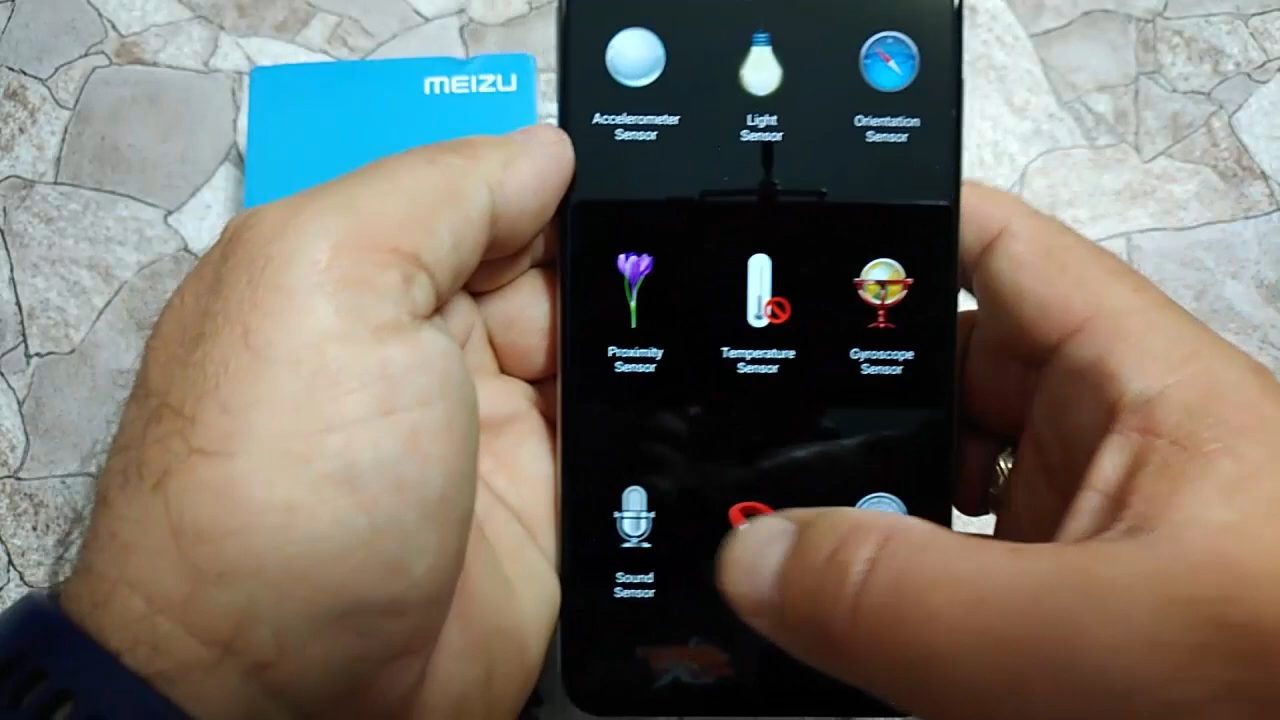 MEIZU
Accelerometer
Sensor
Light
Sensor
Orientation
Sensor
Proximity
Sensor
Temperature
Sensor
Gyroscope
Sensor
Sound
Sensor